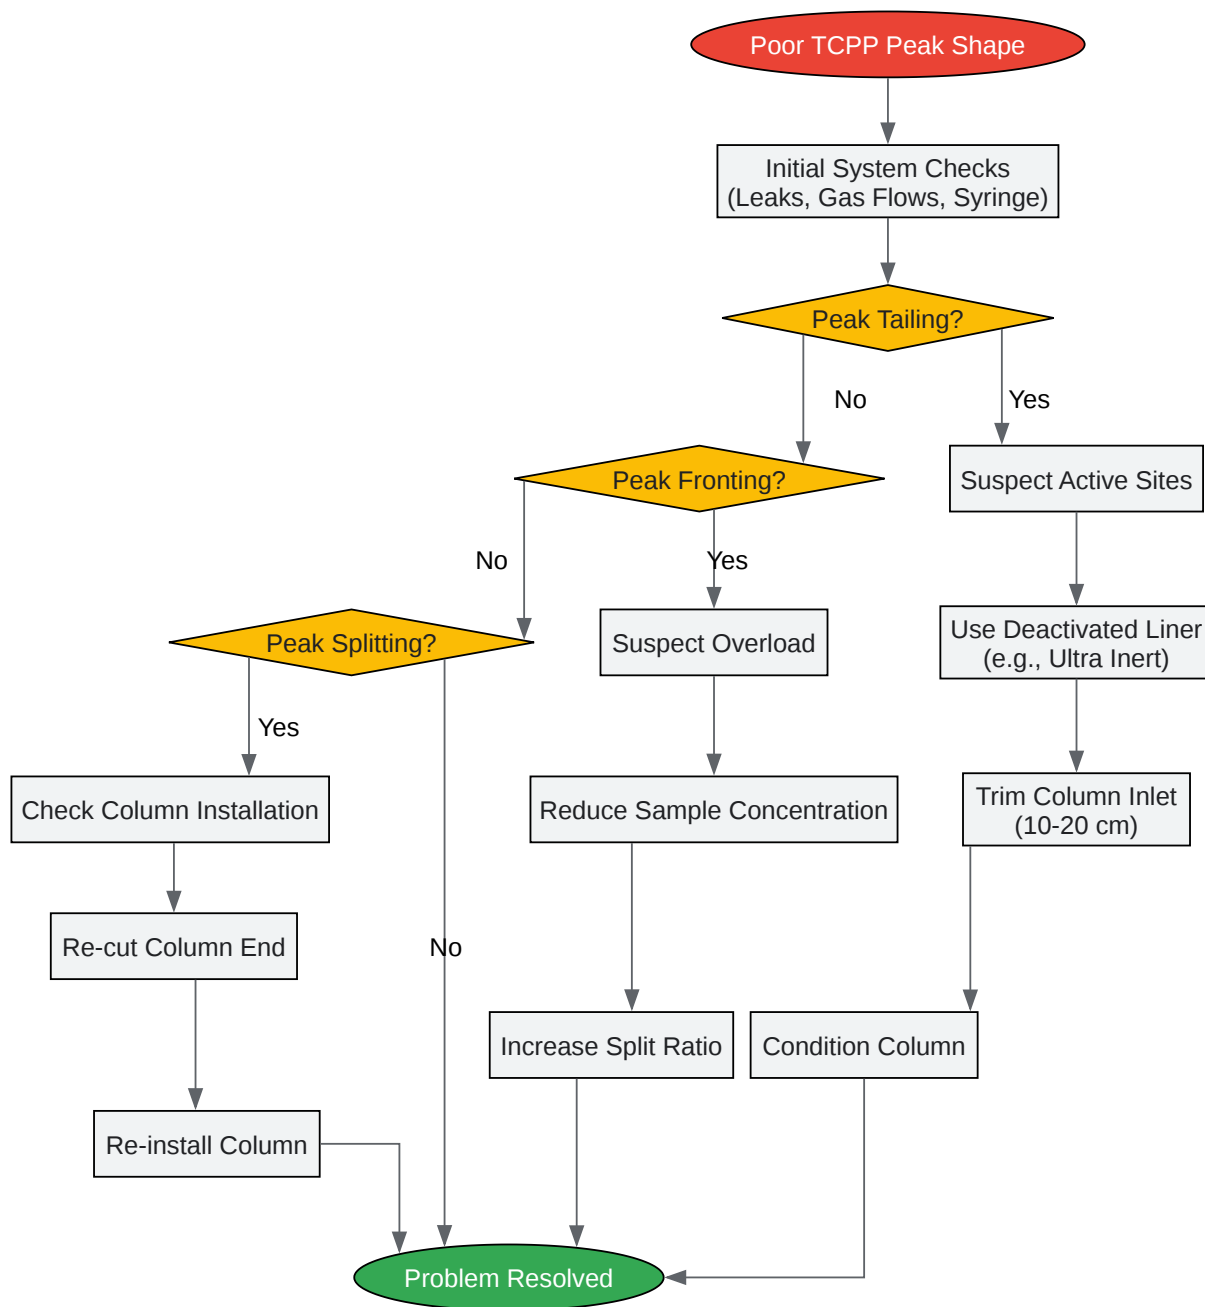 Poor TCPP Peak Shape
Initial System Checks
(Leaks, Gas Flows, Syringe)
Peak Tailing?
No
Yes
Peak Fronting?
Suspect Active Sites
No
Yes
Peak Splitting?
Suspect Overload
Use Deactivated Liner
(e.g., Ultra Inert)
Yes
Check Column Installation
Reduce Sample Concentration
Trim Column Inlet
(10-20 cm)
Re-cut Column End
No
Increase Split Ratio
Condition Column
Re-install Column
Problem Resolved